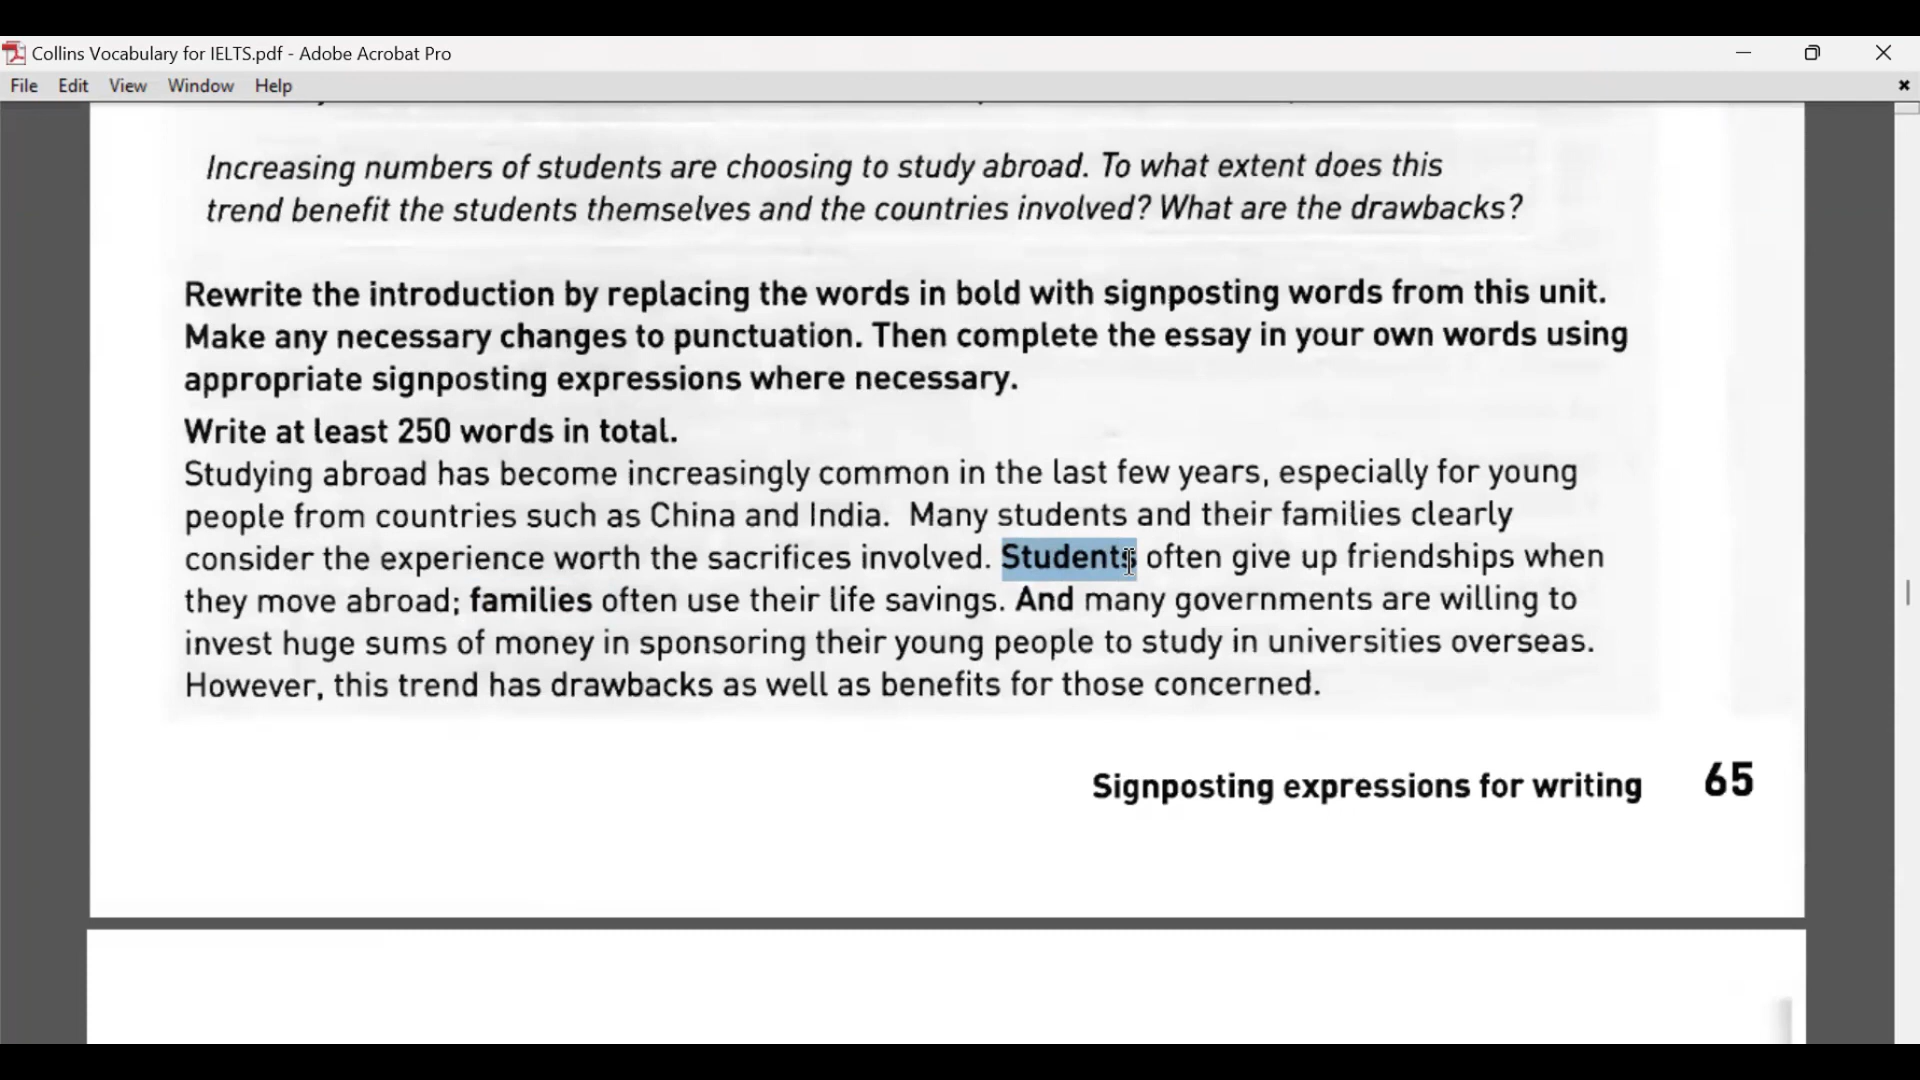 Collins Vocabulary for IELTS.pdf - Adobe Acrobat Pro
File Edit View Window Help
Increasing numbers of students are choosing to study abroad. To what extent does this
trend benefit the students themselves and the countries involved? What are the drawbacks?
Rewrite the introduction by replacing the words in bold with signposting words from this unit.
Make any necessary changes to punctuation. Then complete the essay in your own words using
appropriate signposting expressions where necessary.
Write at least 250 words in total.
Studying abroad has become increasingly common in the last few years, especially for young
people from countries such as China and India. Many students and their families clearly
consider the experience worth the sacrifices involved. Students often give up friendships when
they move abroad; families often use their life savings. And many governments are willing to
invest huge sums of money in sponsoring their young people to study in universities overseas.
However, this trend has drawbacks as well as benefits for those concerned.
Signposting expressions for writing 65